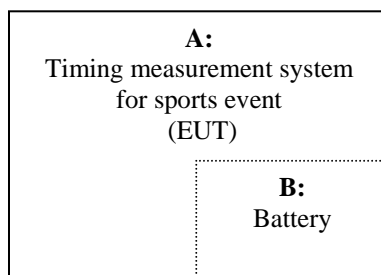 A:
Timing measurement system
for sports event
(EUT)
B:
Battery